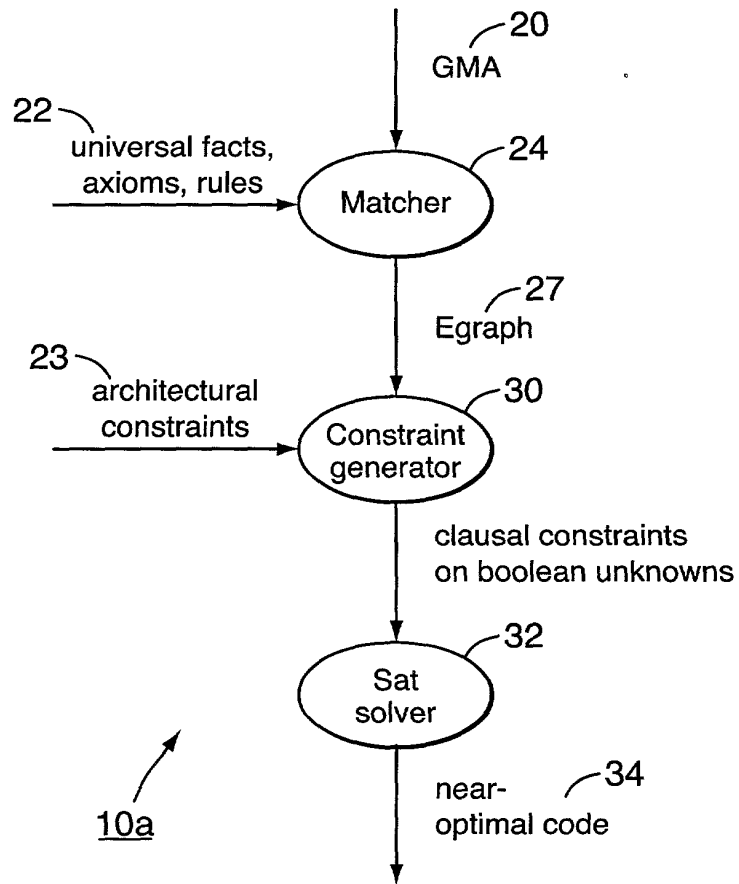 20
GMA
22
universal facts,
axioms, rules
24
Matcher
27
Egraph
23
architectural
constraints
30
Constraint
generator
clausal constraints
on boolean unknowns
32
Sat
solver
34
near-
optimal code
10a